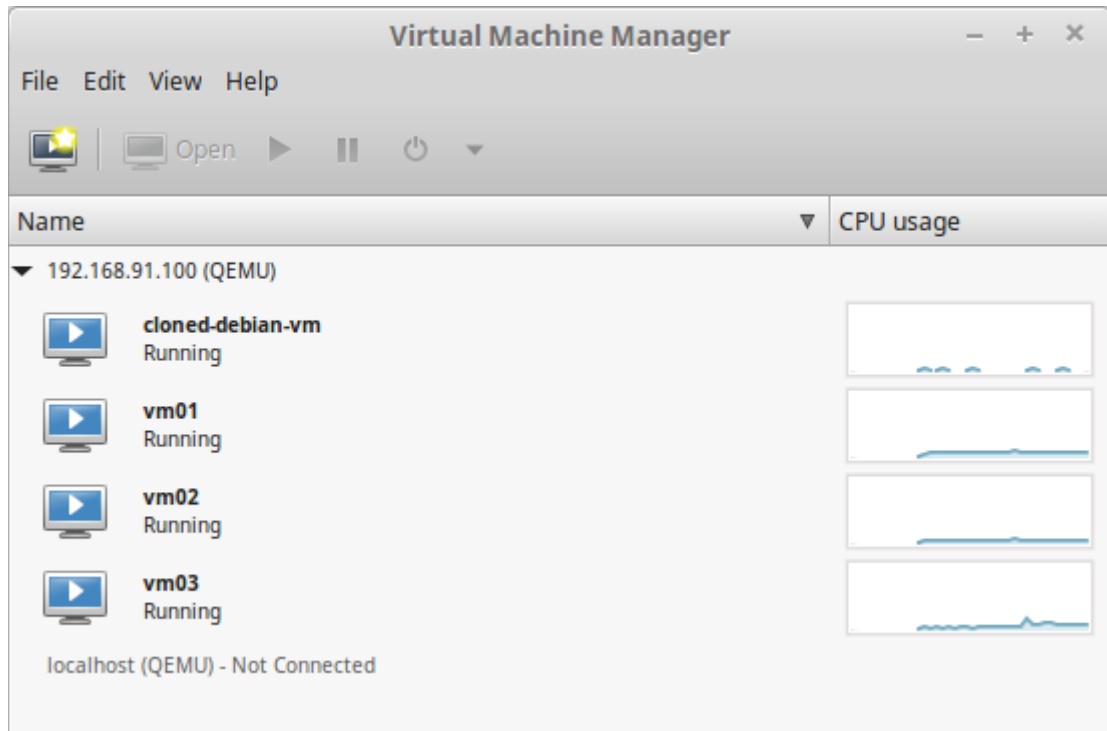 Virtual Machine Manager
File Edit View Help
Open
Name CPU usage
192.168.91.100 (QEMU)
cloned-debian-vm
Running
vm01
Running
vm02
Running
vm03
Running
localhost (QEMU) - Not Connected